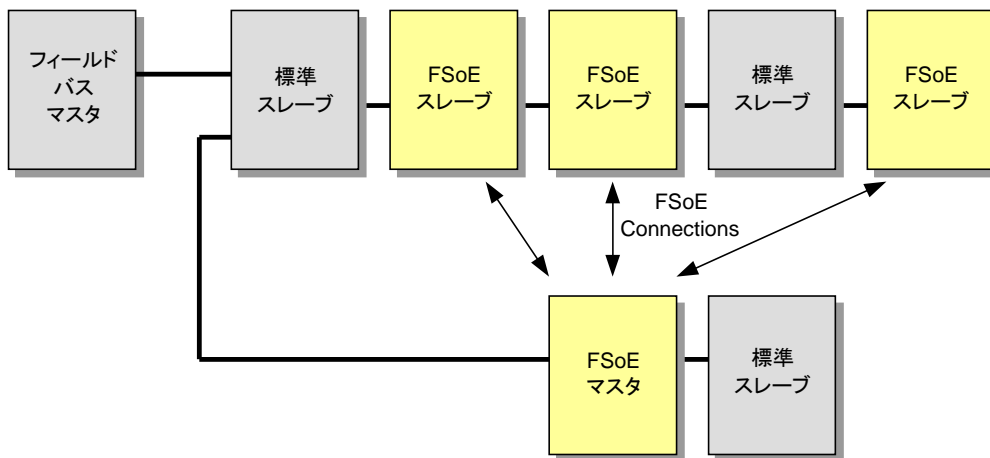 フィールド
バス
マスタ
標準
スレーブ
FSoE
スレーブ
FSoE
スレーブ
標準
スレーブ
FSoE
スレーブ
FSoE
Connections
FSoE
マスタ
標準
スレーブ